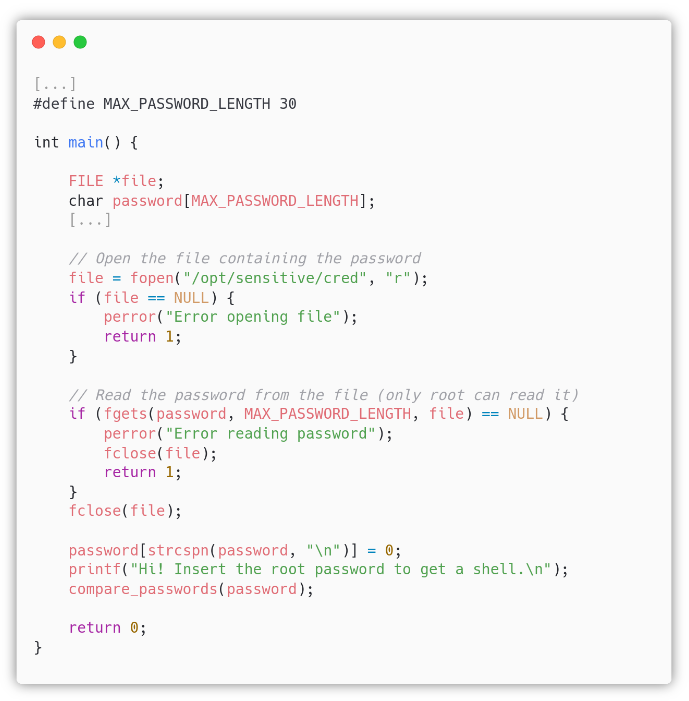 [...]
#define MAX_PASSWORD_LENGTH 30
int main() {
FILE *file;
char password[MAX_PASSWORD_LENGTH];
[...]
// Open the file containing the password
file = fopen("/opt/sensitive/cred", "r");
if (file == NULL) {
perror("Error opening file");
return 1;
}
// Read the password from the file (only root can read it)
if (fgets(password, MAX_PASSWORD_LENGTH, file) == NULL) {
perror("Error reading password");
fclose(file);
return 1;
}
fclose(file);
password[strcspn(password, "\n")] = 0;
printf("Hi! Insert the root password to get a shell.\n");
compare_passwords(password);
return 0;
}